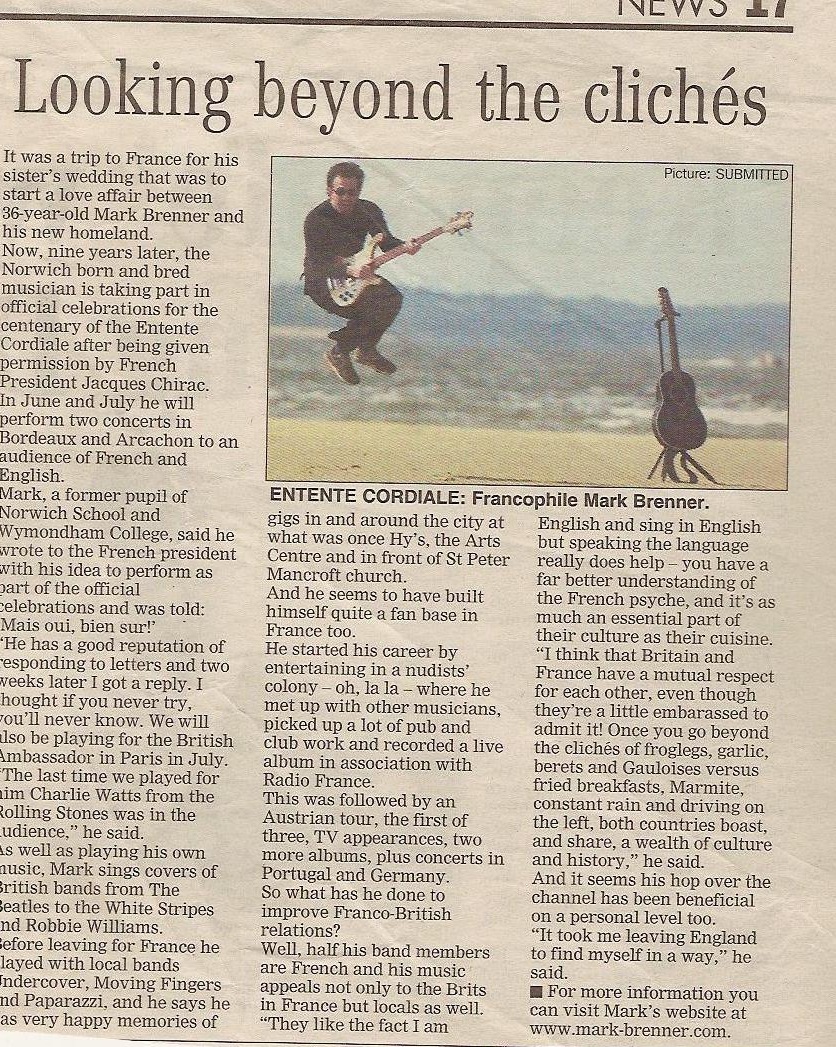 NEWS 17
Looking beyond the clichés
It was a trip to France for his
sister's wedding that was to
start a love affair between
36-year-old Mark Brenner and
his new homeland.
Now, nine years later, the
Norwich born and bred
musician is taking part in
official celebrations for the
centenary of the Entente
Cordiale after being given
permission by French
President Jacques Chirac.
In June and July he will
perform two concerts in
Bordeaux and Arcachon to an
audience of French and
English.
Mark, a former pupil of
Norwich School and
Wymondham College, said he
wrote to the French president
with his idea to perform as
part of the official
celebrations and was told:
'Mais oui, bien sur!'
"He has a good reputation of
responding to letters and two
weeks later I got a reply. I
thought if you never try,
you'll never know. We will
also be playing for the British
Ambassador in Paris in July.
"The last time we played for
him Charlie Watts from the
Rolling Stones was in the
audience," he said.
As well as playing his own
music, Mark sings covers of
British bands from The
Beatles to the White Stripes
and Robbie Williams.
Before leaving for France he
played with local bands
Undercover, Moving Fingers
and Paparazzi, and he says he
has very happy memories of
Picture: SUBMITTED
ENTENTE CORDIALE: Francophile Mark Brenner.
gigs in and around the city at
what was once Hy's, the Arts
Centre and in front of St Peter
Mancroft church.
And he seems to have built
himself quite a fan base in
France too.
He started his career by
entertaining in a nudists'
colony – oh, la la – where he
met up with other musicians,
picked up a lot of pub and
club work and recorded a live
album in association with
Radio France.
This was followed by an
Austrian tour, the first of
three, TV appearances, two
more albums, plus concerts in
Portugal and Germany.
So what has he done to
improve Franco-British
relations?
Well, half his band members
are French and his music
appeals not only to the Brits
in France but locals as well.
"They like the fact I am
English and sing in English
but speaking the language
really does help – you have a
far better understanding of
the French psyche, and it's as
much an essential part of
their culture as their cuisine.
"I think that Britain and
France have a mutual respect
for each other, even though
they're a little embarassed to
admit it! Once you go beyond
the clichés of froglegs, garlic,
berets and Gauloises versus
fried breakfasts, Marmite,
constant rain and driving on
the left, both countries boast,
and share, a wealth of culture
and history," he said.
And it seems his hop over the
channel has been beneficial
on a personal level too.
"It took me leaving England
to find myself in a way," he
said.
■ For more information you
can visit Mark's website at
www.mark-brenner.com.